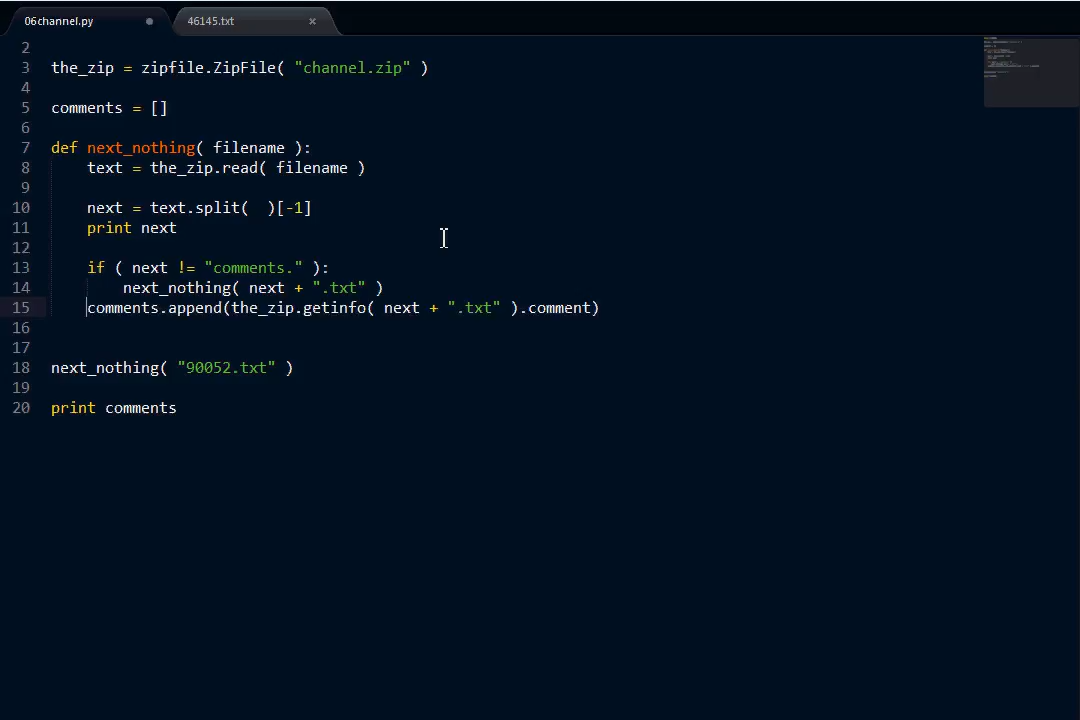 06channel.py
46145.txt
2
3 the_zip = zipfile.ZipFile( "channel.zip" )
4
5 comments = []
6
7 def next_nothing( filename ):
8 text = the_zip.read( filename )
9
10 next = text.split(  )[-1]
11 print next
12
13 if ( next != "comments." ):
14 next_nothing( next + ".txt" )
15 comments.append(the_zip.getinfo( next + ".txt" ).comment)
16
17
18 next_nothing( "90052.txt" )
19
20 print comments